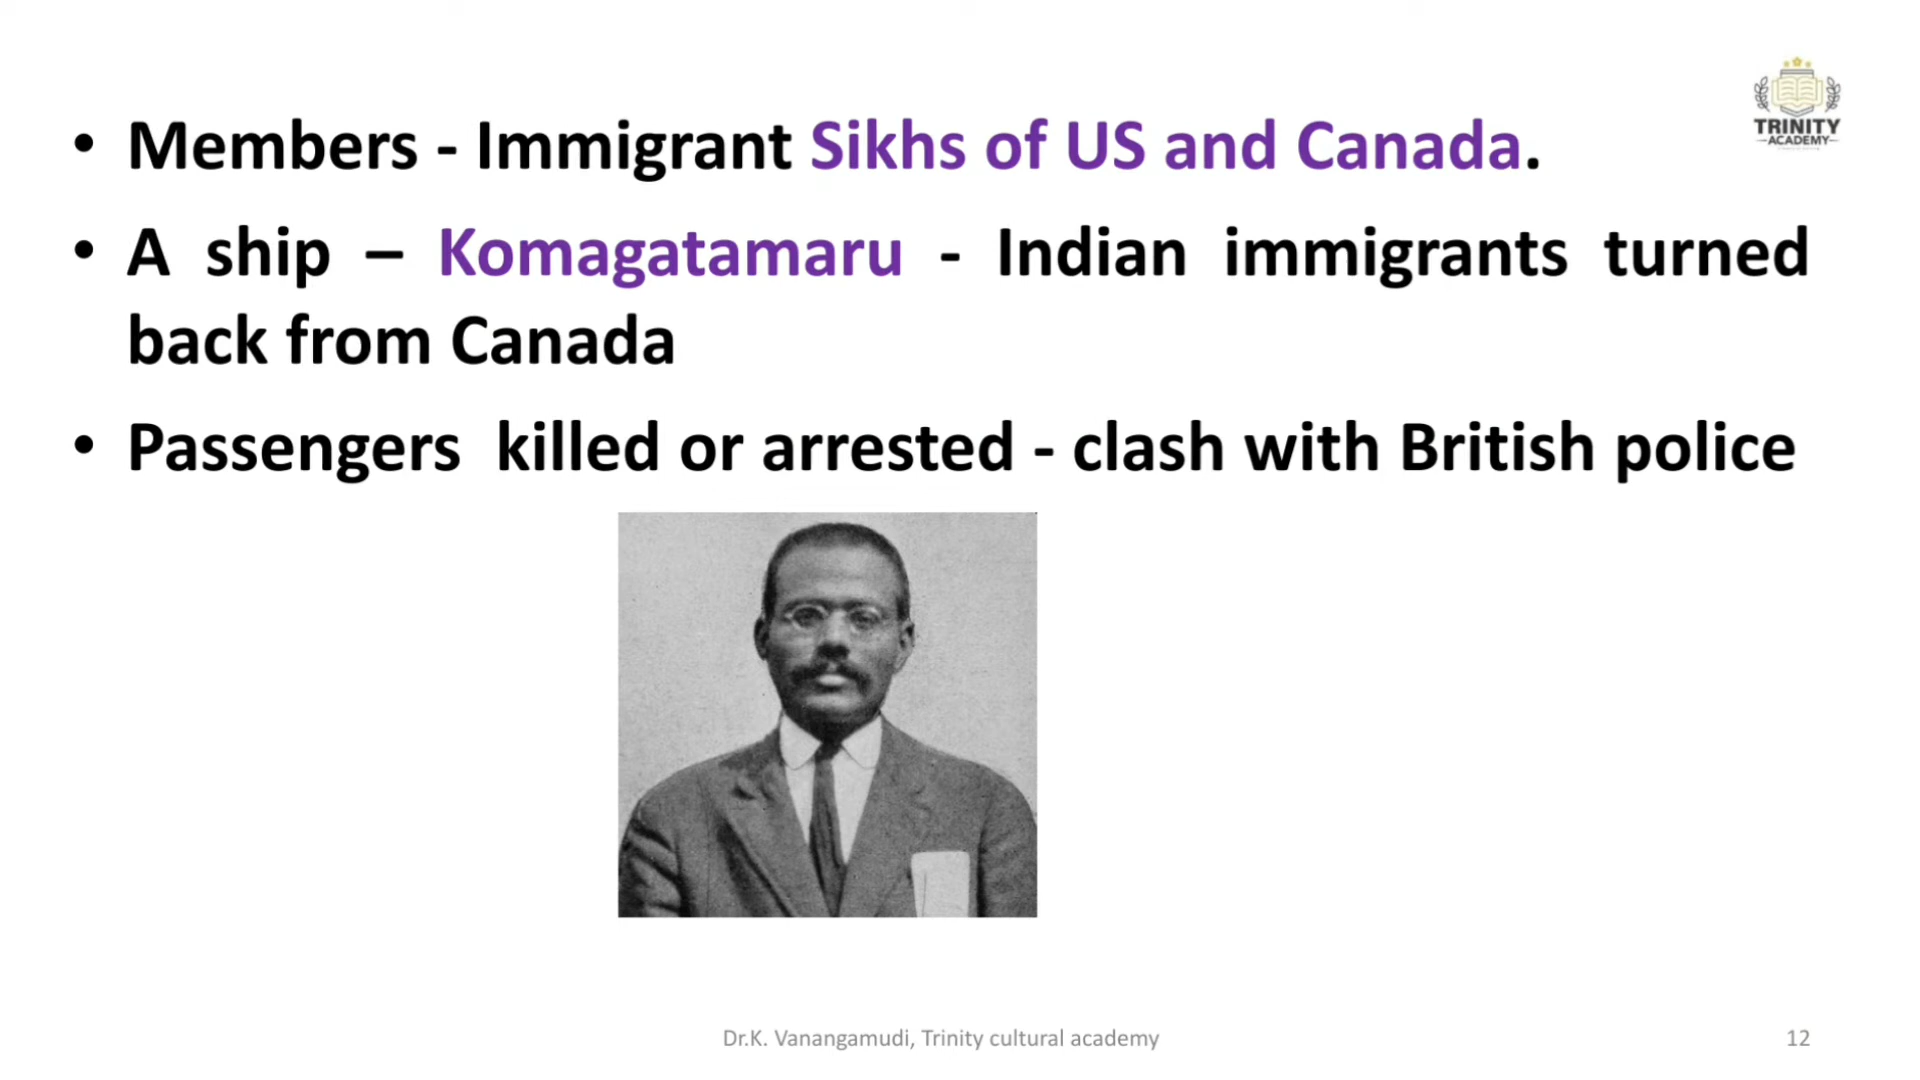 TRINITY
ACADEMY
• Members - Immigrant Sikhs of US and Canada.
• A ship – Komagatamaru - Indian immigrants turned
back from Canada
• Passengers killed or arrested - clash with British police
Dr.K. Vanangamudi, Trinity cultural academy
12